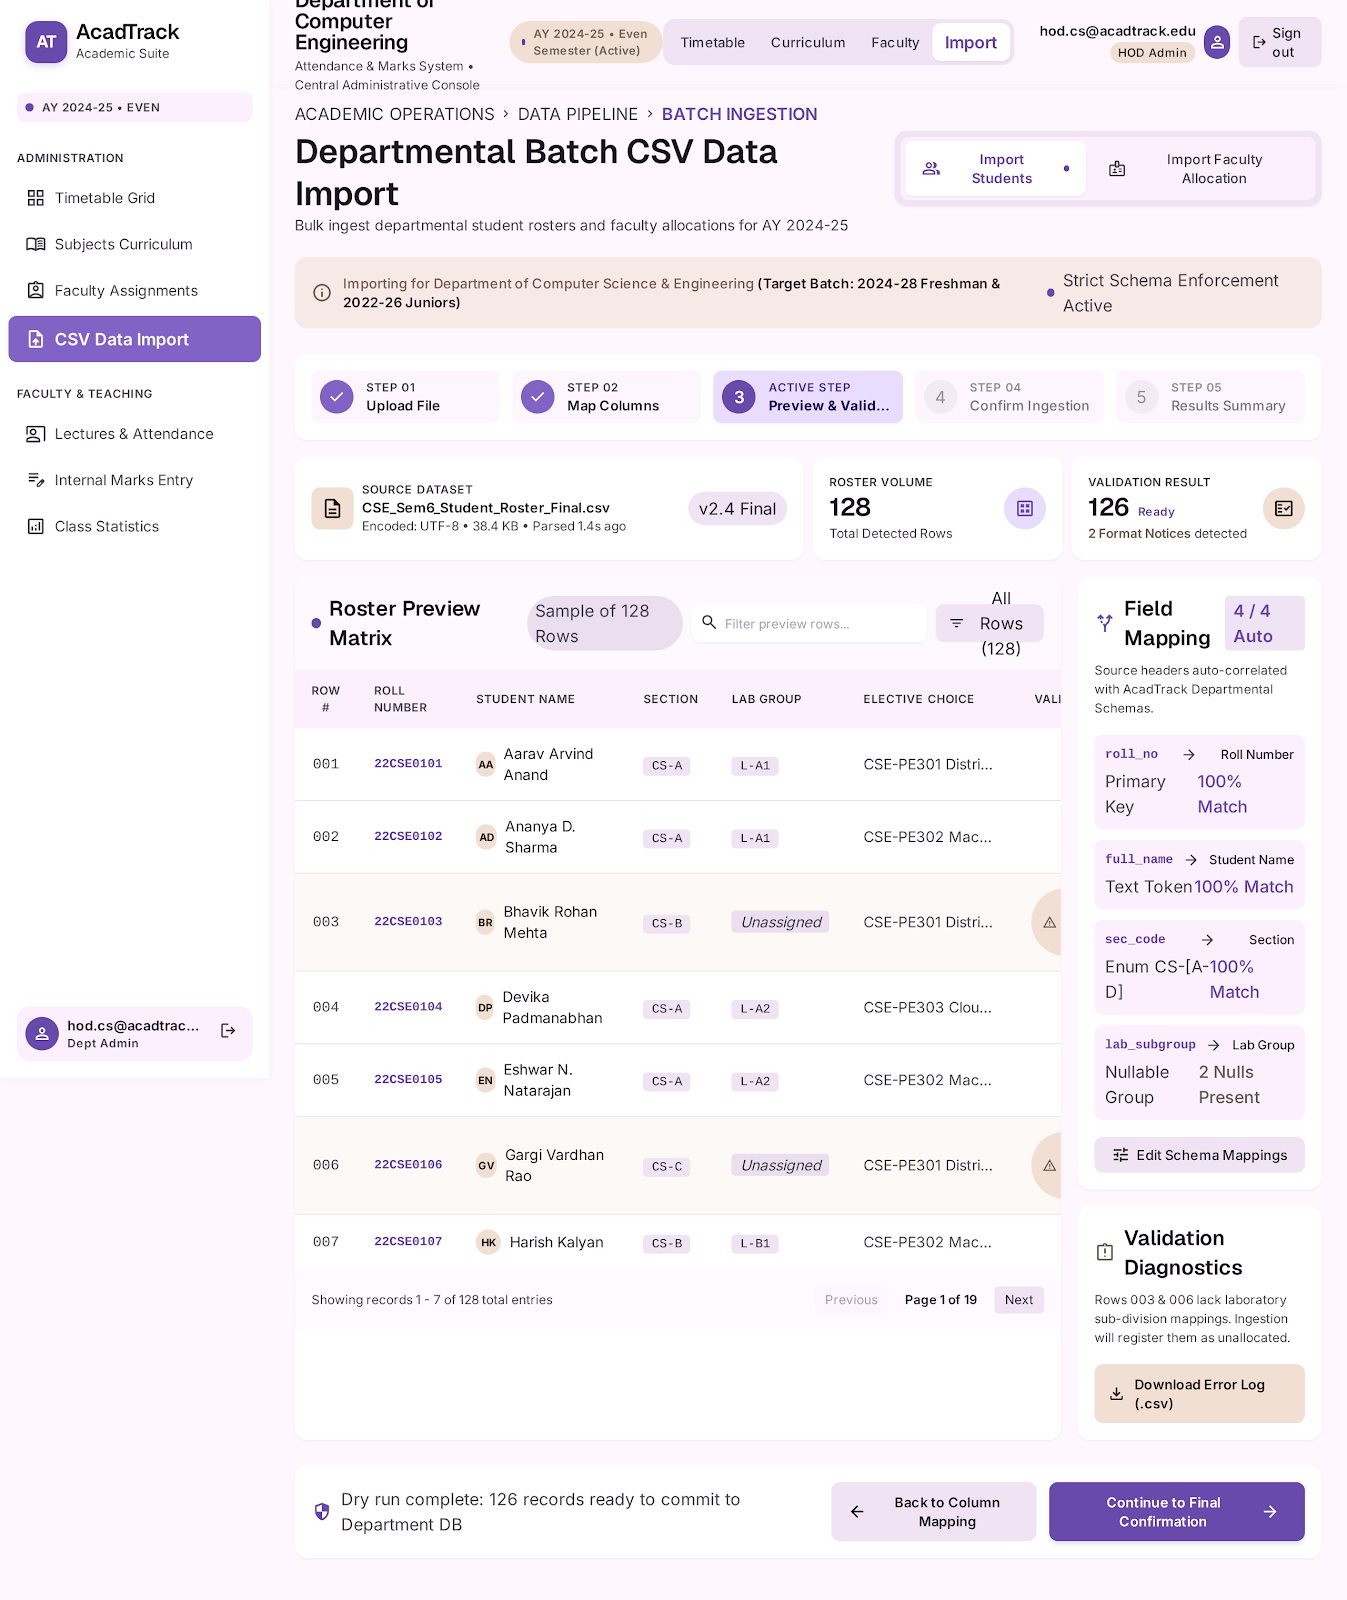 AT
AcadTrack
Academic Suite
AY 2024-25 • EVEN
ADMINISTRATION
Timetable Grid
Subjects Curriculum
Faculty Assignments
CSV Data Import
FACULTY & TEACHING
Lectures & Attendance
Internal Marks Entry
Class Statistics
hod.cs@acadtrac...
Dept Admin
Department of
Computer
Engineering
Attendance & Marks System •
Central Administrative Console
AY 2024-25 • Even
Semester (Active)
Timetable
Curriculum
Faculty
Import
hod.cs@acadtrack.edu
HOD Admin
Sign
out
ACADEMIC OPERATIONS › DATA PIPELINE › BATCH INGESTION
Departmental Batch CSV Data
Import
Bulk ingest departmental student rosters and faculty allocations for AY 2024-25
Import
Students
Import Faculty
Allocation
Importing for Department of Computer Science & Engineering (Target Batch: 2024-28 Freshman &
2022-26 Juniors)
Strict Schema Enforcement
Active
STEP 01
Upload File
STEP 02
Map Columns
3
ACTIVE STEP
Preview & Valid...
4
STEP 04
Confirm Ingestion
5
STEP 05
Results Summary
SOURCE DATASET
CSE_Sem6_Student_Roster_Final.csv
Encoded: UTF-8 • 38.4 KB • Parsed 1.4s ago
v2.4 Final
ROSTER VOLUME
128
Total Detected Rows
VALIDATION RESULT
126 Ready
2 Format Notices detected
Roster Preview
Matrix
Sample of 128
Rows
Filter preview rows...
All
Rows
(128)
ROW
#
ROLL
NUMBER
STUDENT NAME
SECTION
LAB GROUP
ELECTIVE CHOICE
VALI
001 22CSE0101 AA Aarav Arvind
Anand
CS-A L-A1 CSE-PE301 Distri...
002 22CSE0102 AD Ananya D.
Sharma
CS-A L-A1 CSE-PE302 Mac...
003 22CSE0103 BR Bhavik Rohan
Mehta
CS-B Unassigned CSE-PE301 Distri...
004 22CSE0104 DP Devika
Padmanabhan
CS-A L-A2 CSE-PE303 Clou...
005 22CSE0105 EN Eshwar N.
Natarajan
CS-A L-A2 CSE-PE302 Mac...
006 22CSE0106 GV Gargi Vardhan
Rao
CS-C Unassigned CSE-PE301 Distri...
007 22CSE0107 HK Harish Kalyan CS-B L-B1 CSE-PE302 Mac...
Showing records 1 - 7 of 128 total entries
Previous
Page 1 of 19
Next
Field
Mapping
4 / 4
Auto
Source headers auto-correlated
with AcadTrack Departmental
Schemas.
roll_no → Roll Number
Primary
Key
100%
Match
full_name → Student Name
Text Token 100% Match
sec_code → Section
Enum CS-[A-
D]
100%
Match
lab_subgroup → Lab Group
Nullable
Group
2 Nulls
Present
Edit Schema Mappings
Validation
Diagnostics
Rows 003 & 006 lack laboratory
sub-division mappings. Ingestion
will register them as unallocated.
Download Error Log
(.csv)
Dry run complete: 126 records ready to commit to
Department DB
Back to Column
Mapping
Continue to Final
Confirmation